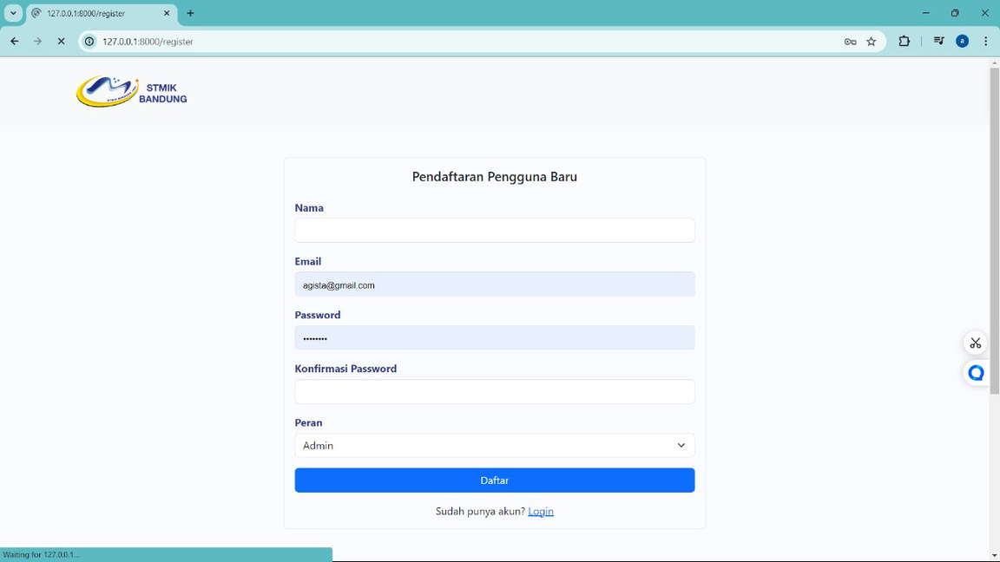 127.0.0.1:8000/register
127.0.0.1:8000/register
a
STMIK
BANDUNG
Pendaftaran Pengguna Baru
Nama
Email
agista@gmail.com
Password
••••••••
Konfirmasi Password
Peran
Admin
Daftar
Sudah punya akun? Login
Waiting for 127.0.0.1...